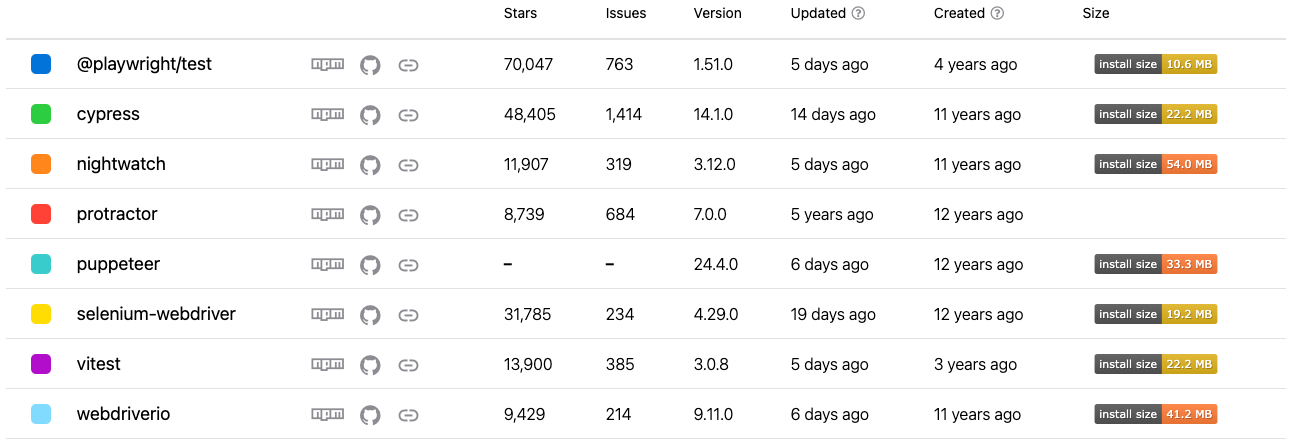 Stars Issues Version Updated ? Created ? Size
@playwright/test npm 70,047 763 1.51.0 5 days ago 4 years ago install size 10.6 MB
cypress npm 48,405 1,414 14.1.0 14 days ago 11 years ago install size 22.2 MB
nightwatch npm 11,907 319 3.12.0 5 days ago 11 years ago install size 54.0 MB
protractor npm 8,739 684 7.0.0 5 years ago 12 years ago
puppeteer npm – – 24.4.0 6 days ago 12 years ago install size 33.3 MB
selenium-webdriver npm 31,785 234 4.29.0 19 days ago 12 years ago install size 19.2 MB
vitest npm 13,900 385 3.0.8 5 days ago 3 years ago install size 22.2 MB
webdriverio npm 9,429 214 9.11.0 6 days ago 11 years ago install size 41.2 MB